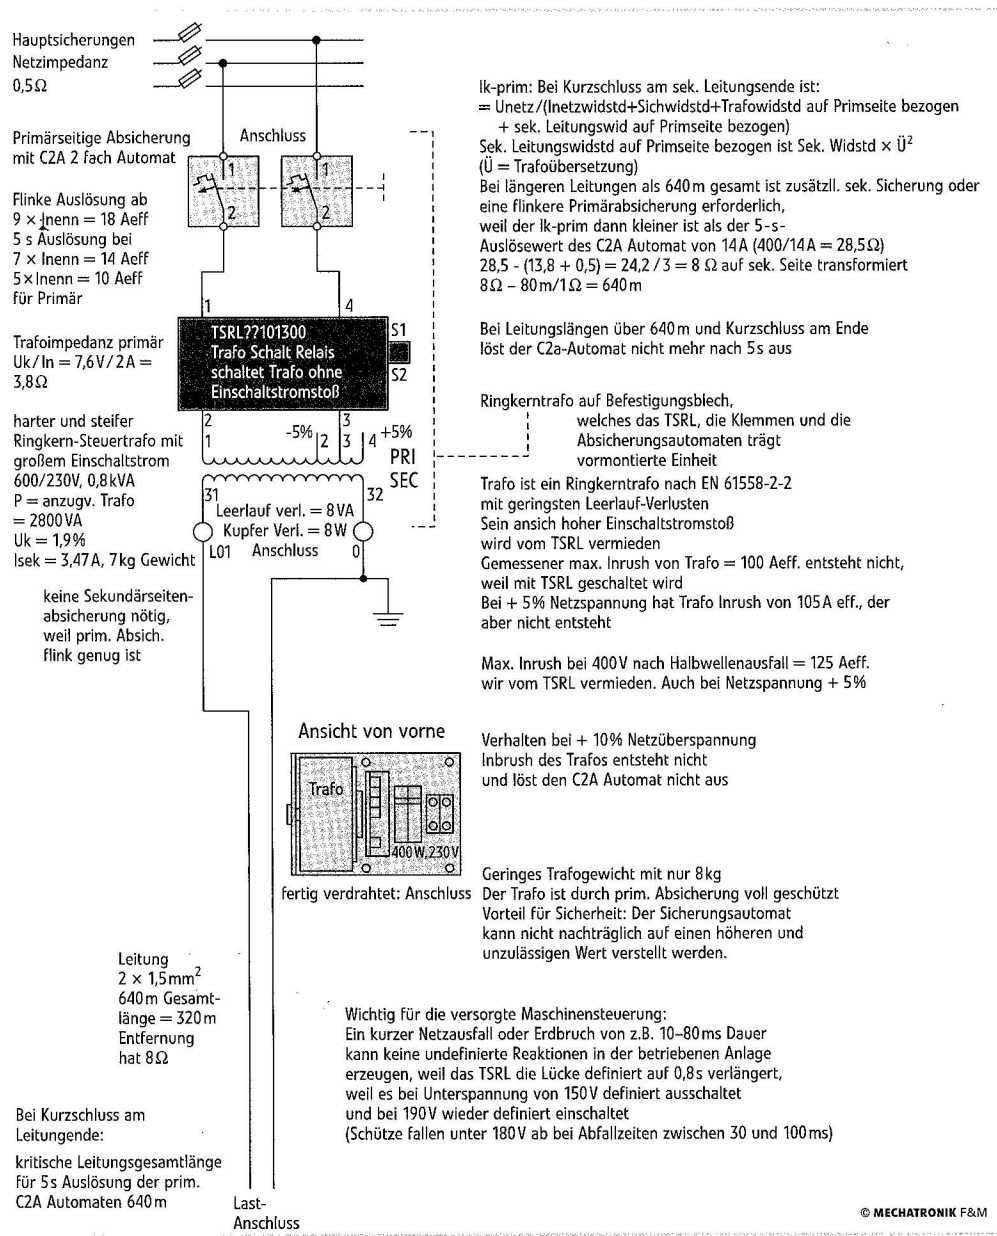 Hauptsicherungen
Netzimpedanz
0,5Ω
Primärseitige Absicherung
mit C2A 2 fach Automat
Anschluss
1
1
2
2
Flinke Auslösung ab
9 × Inenn = 18 Aeff
5 s Auslösung bei
7 × Inenn = 14 Aeff
5×Inenn = 10 Aeff
für Primär
1
4
TSRL??101300
Trafo Schalt Relais
schaltet Trafo ohne
Einschaltstromstoß
S1
S2
Trafoimpedanz primär
Uk/In = 7,6V/2A =
3,8Ω
2
3
1
-5%
2
3
4
+5%
PRI
SEC
harter und steifer
Ringkern-Steuertrafo mit
großem Einschaltstrom
600/230V, 0,8kVA
P = anzugv. Trafo
= 2800VA
Uk = 1,9%
Isek = 3,47A, 7kg Gewicht
31
32
Leerlauf verl. = 8VA
Kupfer Verl. = 8W
L01
Anschluss
0
keine Sekundärseiten-
absicherung nötig,
weil prim. Absich.
flink genug ist
Ansicht von vorne
Trafo
400W,230V
fertig verdrahtet: Anschluss
Leitung
2 × 1,5mm²
640m Gesamt-
länge = 320m
Entfernung
hat 8Ω
Bei Kurzschluss am
Leitungende:
kritische Leitungsgesamtlänge
für 5s Auslösung der prim.
C2A Automaten 640m
Last-
Anschluss
Ik-prim: Bei Kurzschluss am sek. Leitungsende ist:
= Unetz/(Inetzwidstd+Sichwidstd+Trafowidstd auf Primseite bezogen
+ sek. Leitungswid auf Primseite bezogen)
Sek. Leitungswidstd auf Primseite bezogen ist Sek. Widstd × Ü²
(Ü = Trafoübersetzung)
Bei längeren Leitungen als 640m gesamt ist zusätzll. sek. Sicherung oder
eine flinkere Primärabsicherung erforderlich,
weil der Ik-prim dann kleiner ist als der 5-s-
Auslösewert des C2A Automat von 14A (400/14A = 28,5Ω)
28,5 - (13,8 + 0,5) = 24,2/3 = 8 Ω auf sek. Seite transformiert
8Ω – 80m/1Ω = 640m
Bei Leitungslängen über 640m und Kurzschluss am Ende
löst der C2a-Automat nicht mehr nach 5s aus
Ringkerntrafo auf Befestigungsblech,
welches das TSRL, die Klemmen und die
Absicherungsautomaten trägt
vormontierte Einheit
Trafo ist ein Ringkerntrafo nach EN 61558-2-2
mit geringsten Leerlauf-Verlusten
Sein ansich hoher Einschaltstromstoß
wird vom TSRL vermieden
Gemessener max. Inrush von Trafo = 100 Aeff. entsteht nicht,
weil mit TSRL geschaltet wird
Bei + 5% Netzspannung hat Trafo Inrush von 105A eff., der
aber nicht entsteht
Max. Inrush bei 400V nach Halbwellenausfall = 125 Aeff.
wir vom TSRL vermieden. Auch bei Netzspannung + 5%
Verhalten bei + 10% Netzüberspannung
Inbrush des Trafos entsteht nicht
und löst den C2A Automat nicht aus
Geringes Trafogewicht mit nur 8kg
Der Trafo ist durch prim. Absicherung voll geschützt
Vorteil für Sicherheit: Der Sicherungsautomat
kann nicht nachträglich auf einen höheren und
unzulässigen Wert verstellt werden.
Wichtig für die versorgte Maschinensteuerung:
Ein kurzer Netzausfall oder Erdbruch von z.B. 10–80ms Dauer
kann keine undefinierte Reaktionen in der betriebenen Anlage
erzeugen, weil das TSRL die Lücke definiert auf 0,8s verlängert,
weil es bei Unterspannung von 150V definiert ausschaltet
und bei 190V wieder definiert einschaltet
(Schütze fallen unter 180V ab bei Abfallzeiten zwischen 30 und 100ms)
© MECHATRONIK F&M